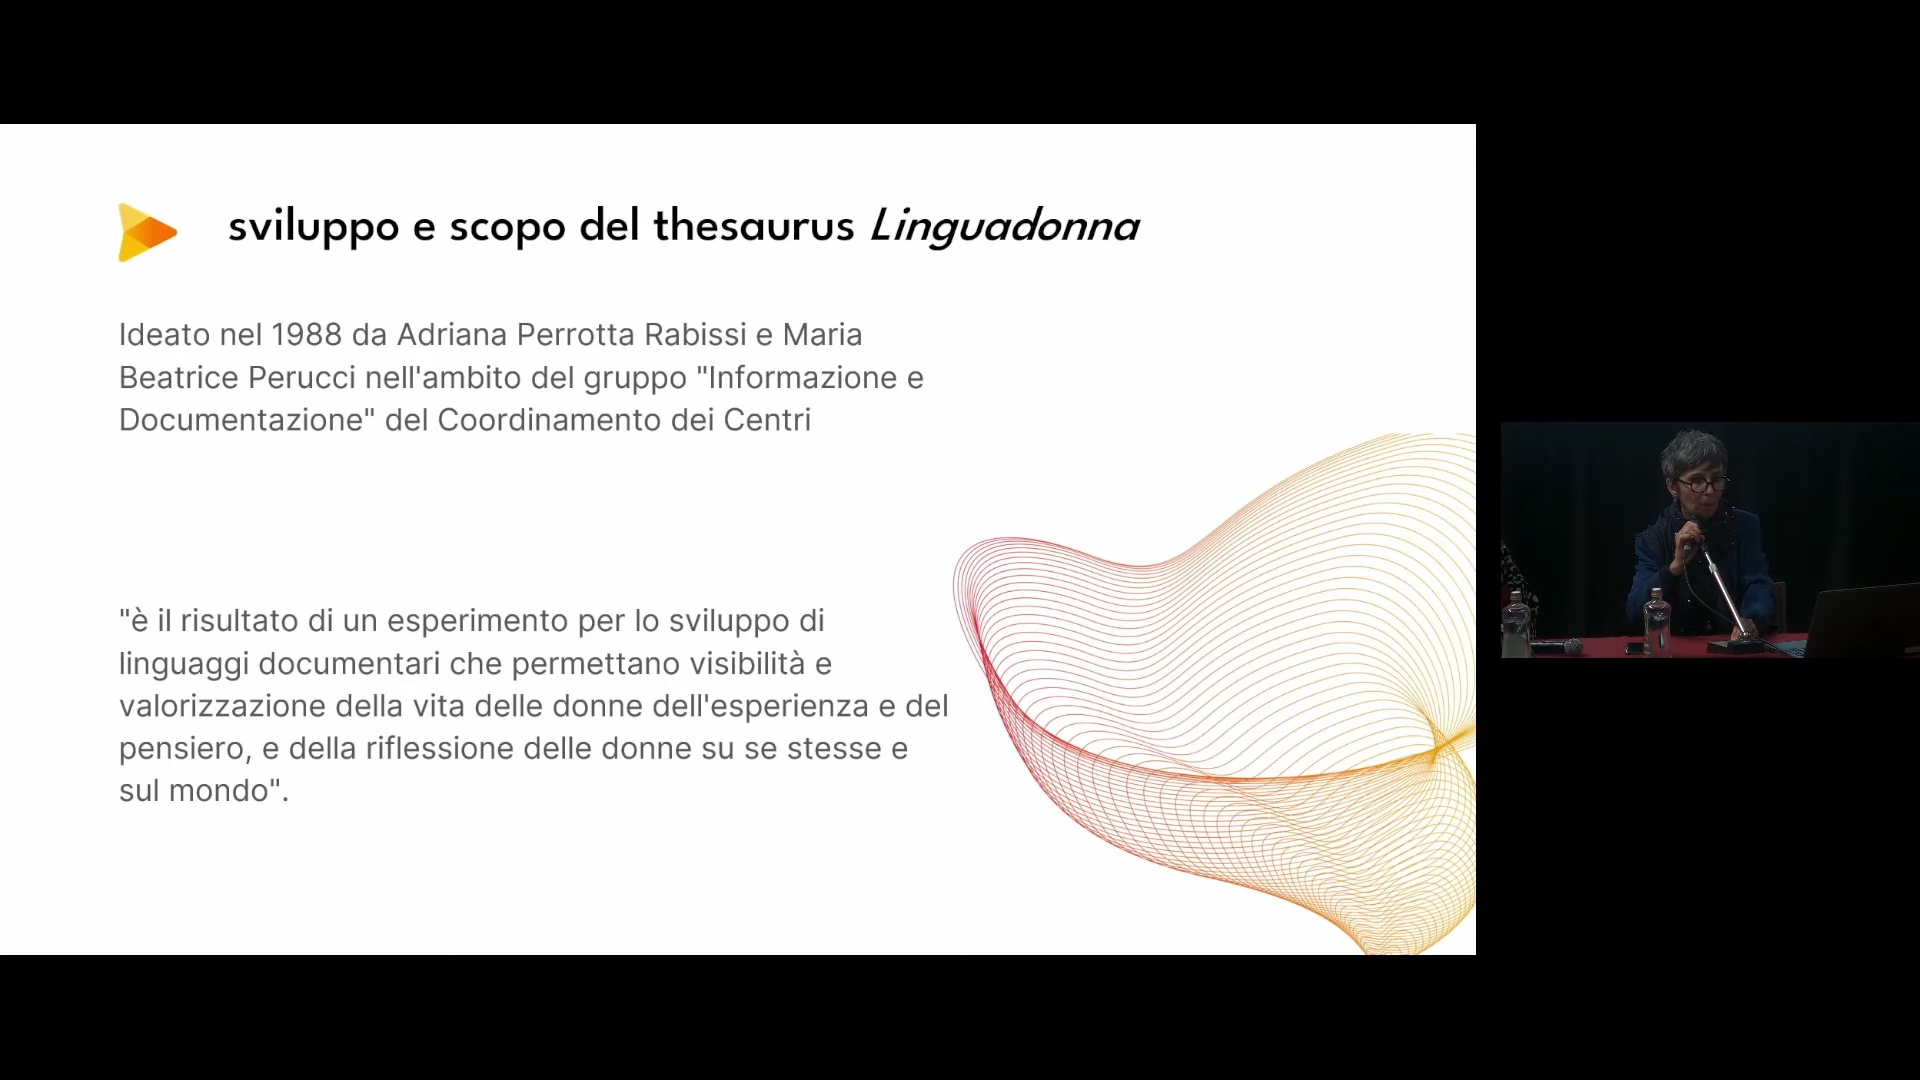 sviluppo e scopo del thesaurus Linguadonna
Ideato nel 1988 da Adriana Perrotta Rabissi e Maria
Beatrice Perucci nell'ambito del gruppo "Informazione e
Documentazione" del Coordinamento dei Centri
"è il risultato di un esperimento per lo sviluppo di
linguaggi documentari che permettano visibilità e
valorizzazione della vita delle donne dell'esperienza e del
pensiero, e della riflessione delle donne su se stesse e
sul mondo".